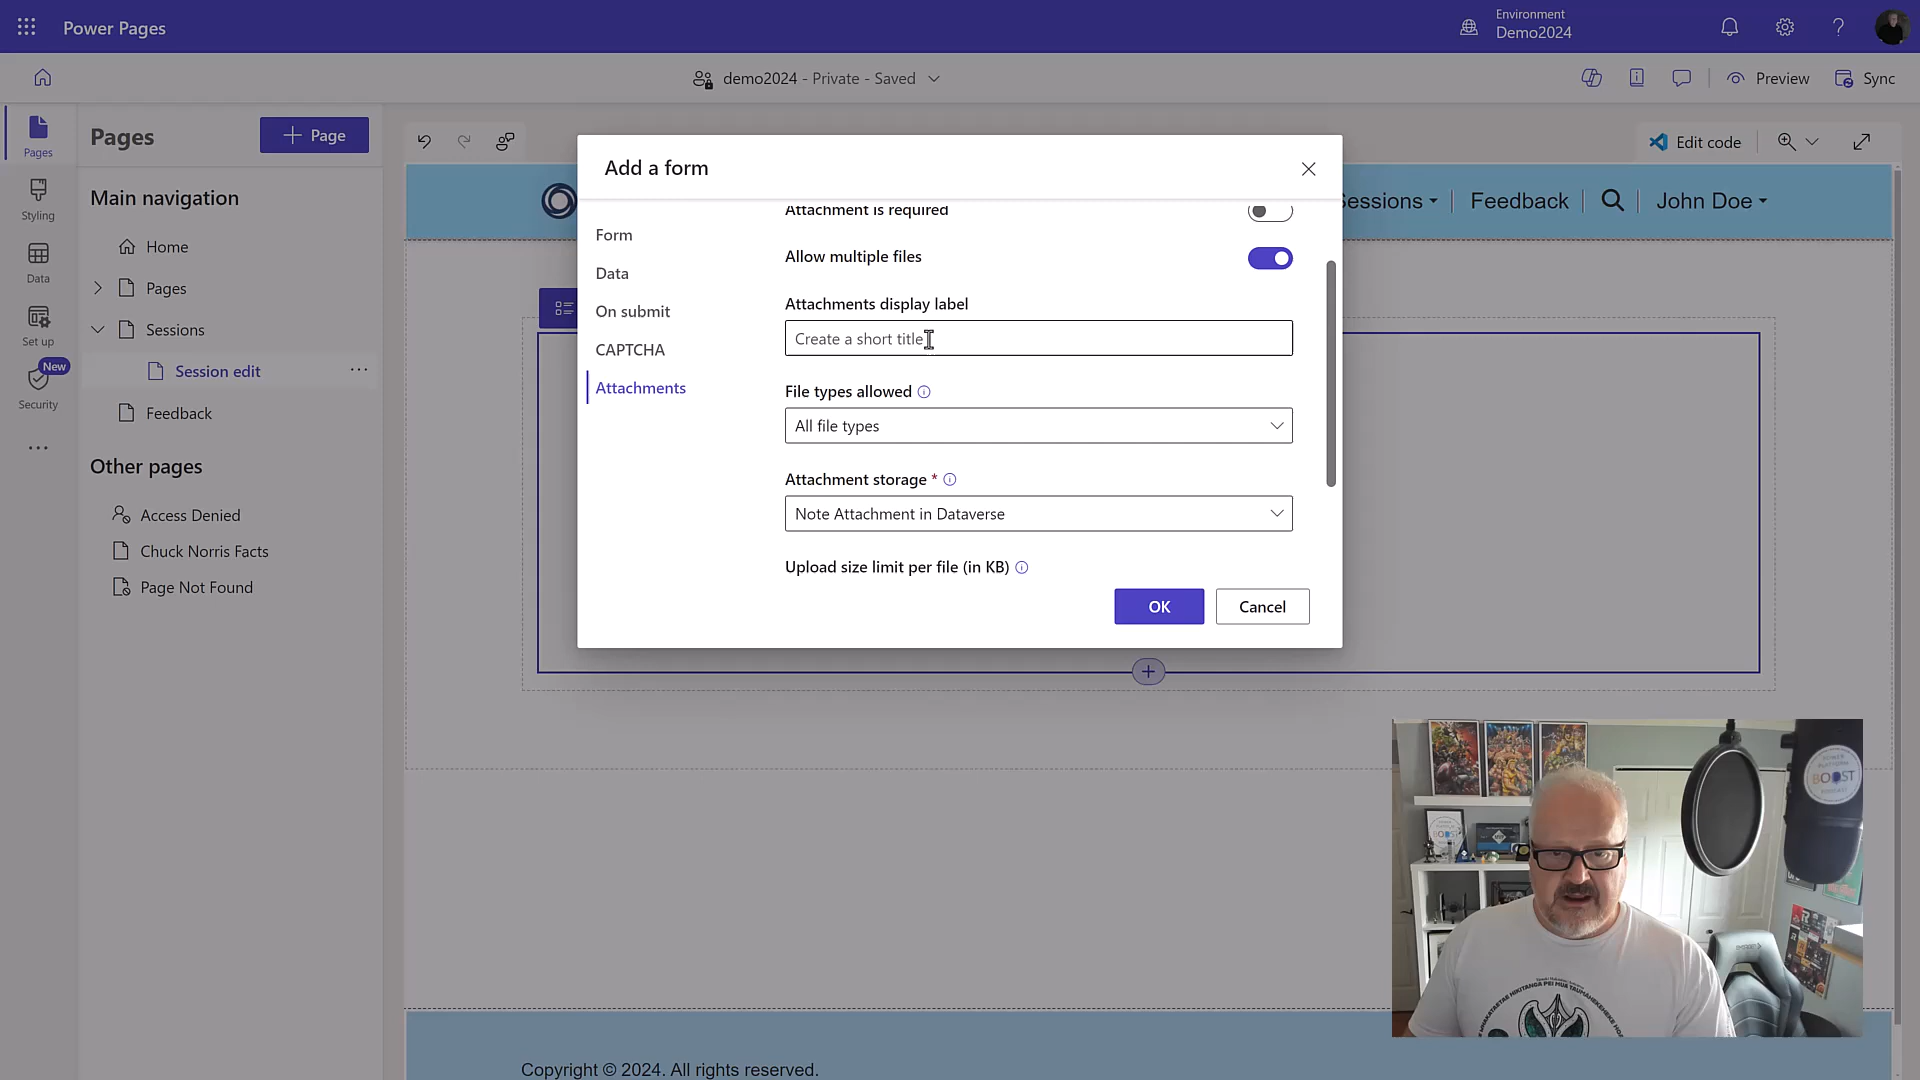 Power Pages
Environment
Demo2024
demo2024 - Private - Saved
Preview
Sync
Pages
Styling
Data
Set up
New
Security
Pages
Page
Main navigation
Home
Pages
Sessions
Session edit
Feedback
Other pages
Access Denied
Chuck Norris Facts
Page Not Found
Edit code
Sessions
Feedback
John Doe
Add a form
Form
Data
On submit
CAPTCHA
Attachments
Attachment is required
Allow multiple files
Attachments display label
Create a short title
File types allowed
All file types
Attachment storage *
Note Attachment in Dataverse
Upload size limit per file (in KB)
OK
Cancel
BOOST
Copyright © 2024. All rights reserved.